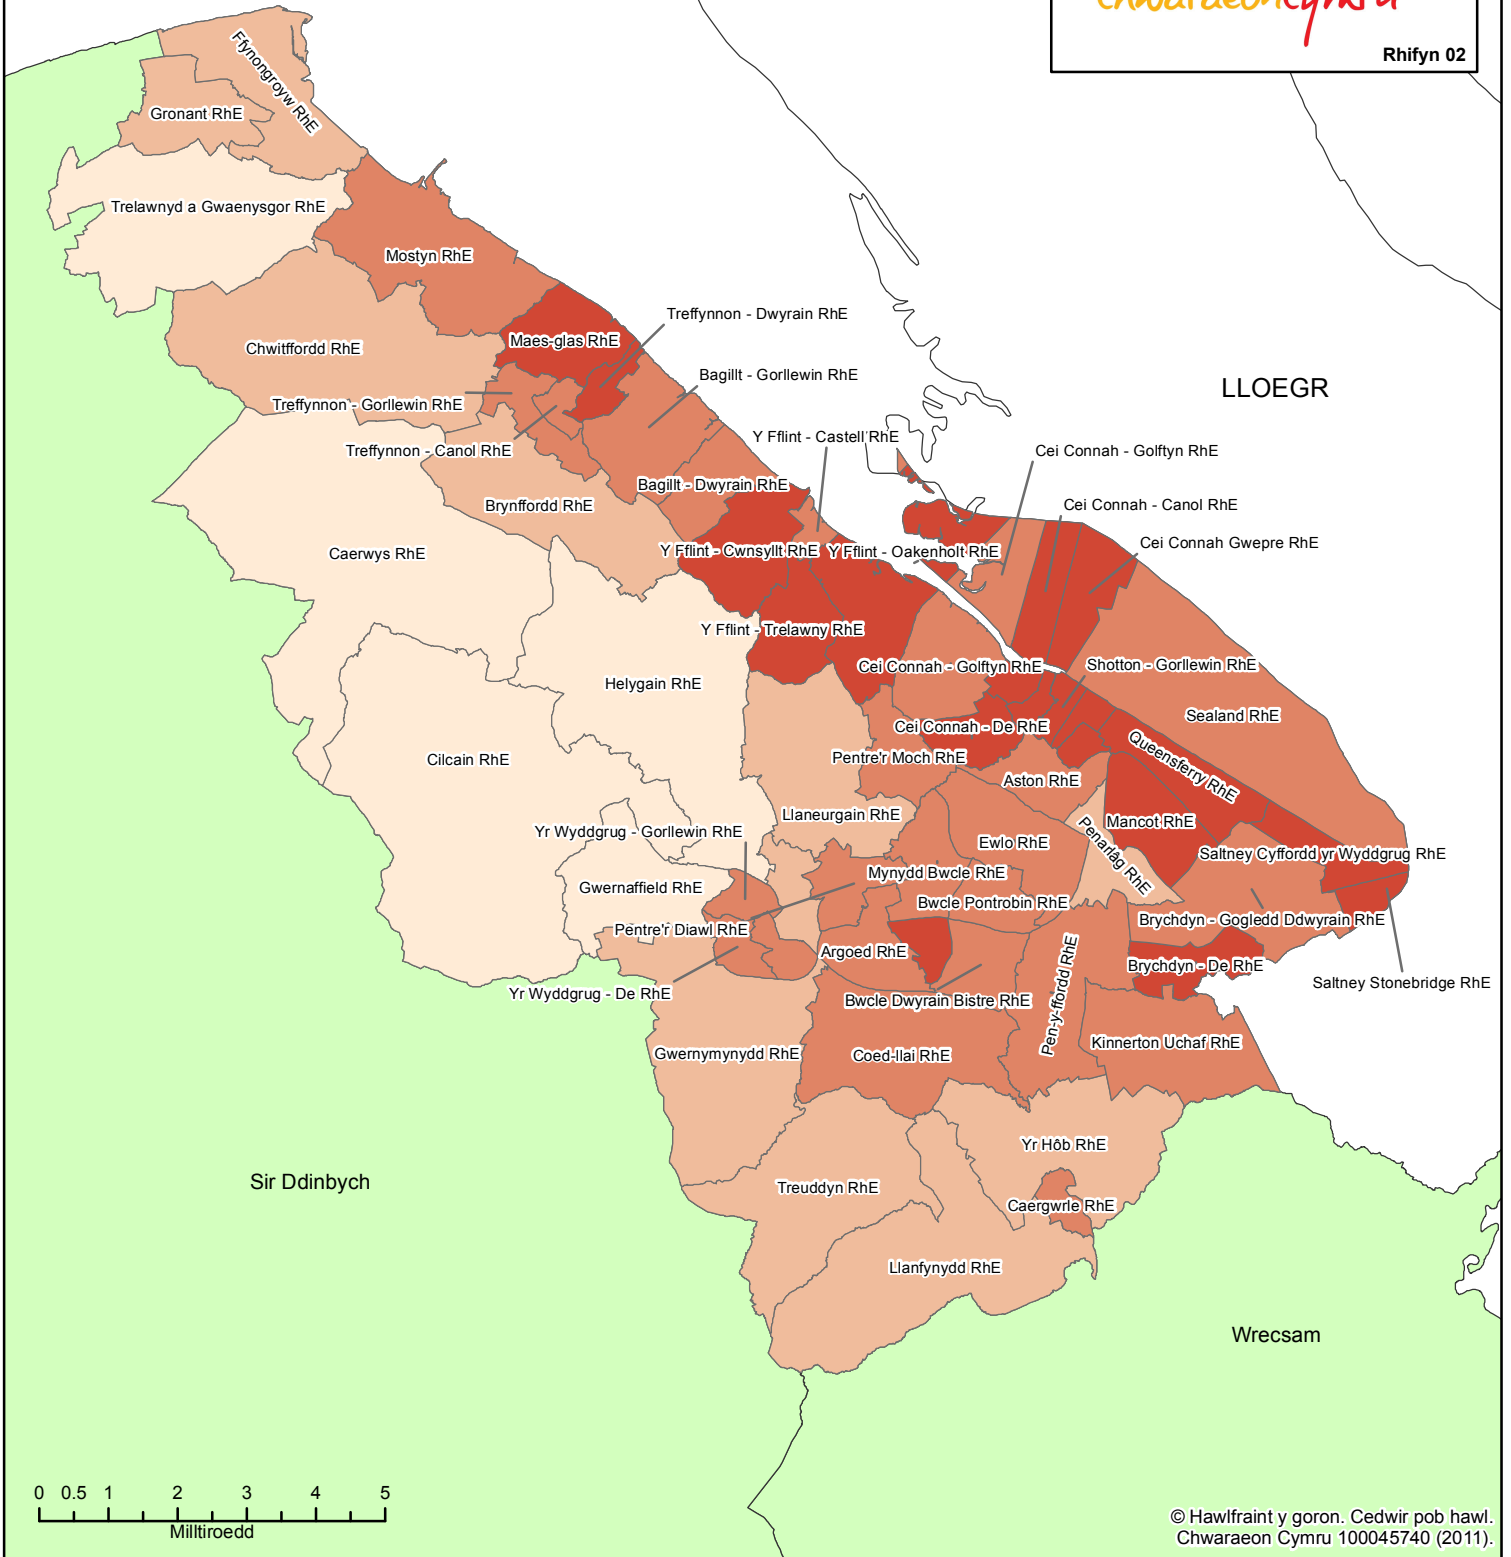 chwaraeoncymru
Rhifyn 02
Ffynongroyw RhE
Gronant RhE
Trelawnyd a Gwaenysgor RhE
Mostyn RhE
Treffynnon - Dwyrain RhE
Maes-glas RhE
Chwitffordd RhE
Bagillt - Gorllewin RhE
LLOEGR
Treffynnon - Gorllewin RhE
Y Fflint - Castell RhE
Treffynnon - Canol RhE
Cei Connah - Golftyn RhE
Bagillt - Dwyrain RhE
Brynffordd RhE
Cei Connah - Canol RhE
Cei Connah Gwepre RhE
Caerwys RhE
Y Fflint - Cwnsyllt RhE
Y Fflint - Oakenholt RhE
Y Fflint - Trelawny RhE
Cei Connah - Golftyn RhE
Shotton - Gorllewin RhE
Helygain RhE
Sealand RhE
Cei Connah - De RhE
Cilcain RhE
Pentre'r Moch RhE
Queensferry RhE
Aston RhE
Llaneurgain RhE
Mancot RhE
Yr Wyddgrug - Gorllewin RhE
Ewlo RhE
Penarlâg RhE
Saltney Cyffordd yr Wyddgrug RhE
Mynydd Bwcle RhE
Gwernaffield RhE
Bwcle Pontrobin RhE
Brychdyn - Gogledd Ddwyrain RhE
Pentre'r Diawl RhE
Argoed RhE
Brychdyn - De RhE
Saltney Stonebridge RhE
Yr Wyddgrug - De RhE
Bwcle Dwyrain Bistre RhE
Pen-y-ffordd RhE
Kinnerton Uchaf RhE
Gwernymynydd RhE
Coed-llai RhE
Yr Hôb RhE
Sir Ddinbych
Treuddyn RhE
Caergwrle RhE
Llanfynydd RhE
Wrecsam
0 0.5 1 2 3 4 5
Milltiroedd
© Hawlfraint y goron. Cedwir pob hawl.
Chwaraeon Cymru 100045740 (2011).